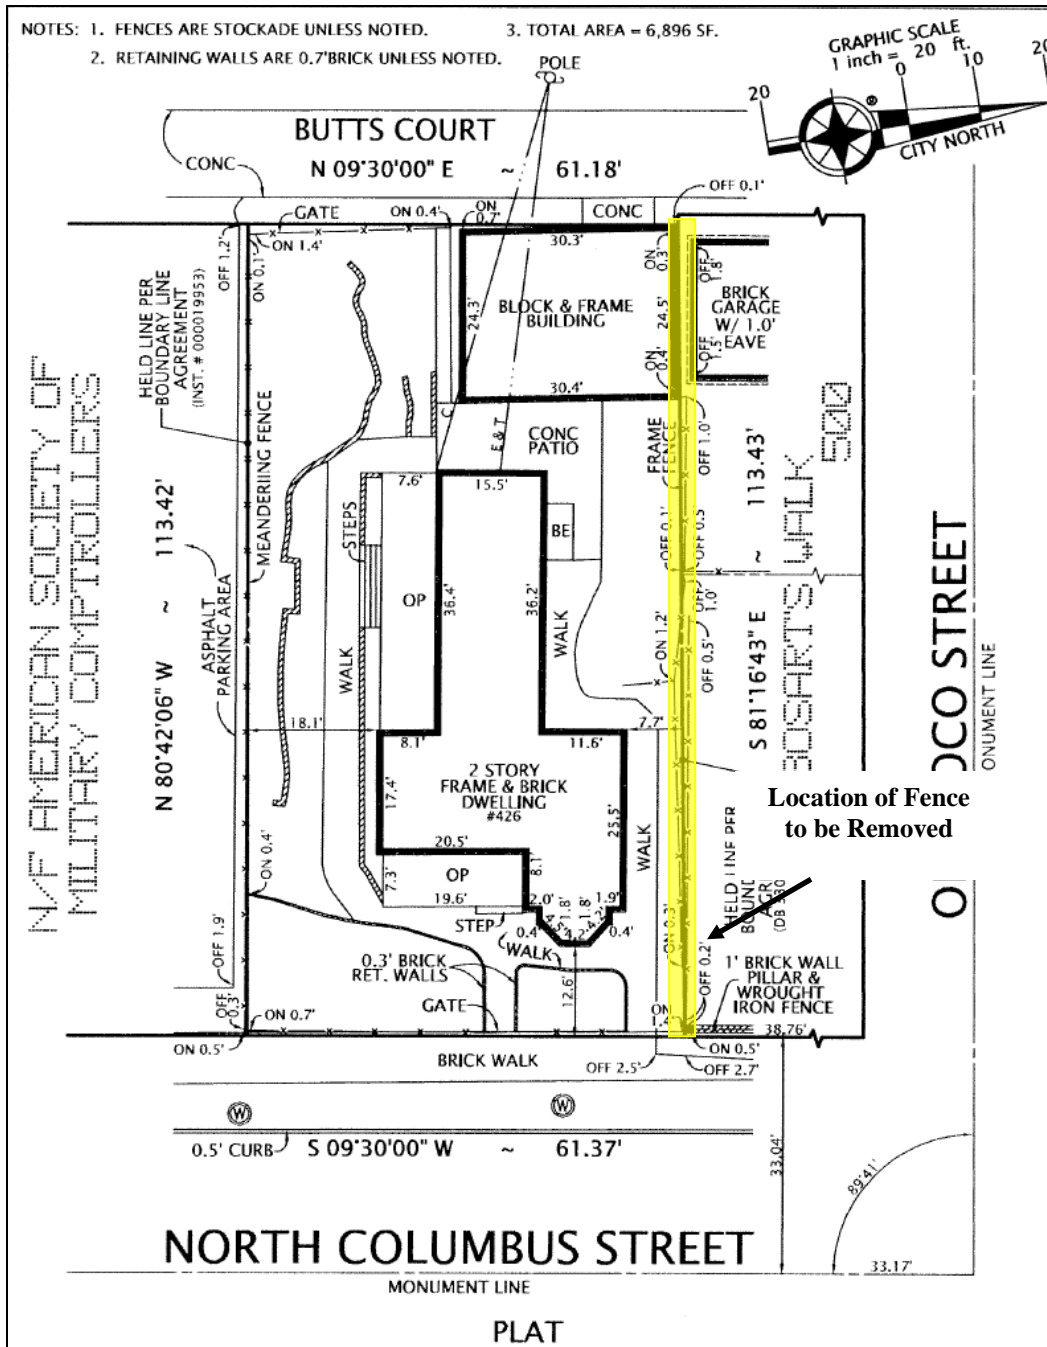 NOTES: 1. FENCES ARE STOCKADE UNLESS NOTED.
3. TOTAL AREA = 6,896 SF.
2. RETAINING WALLS ARE 0.7'BRICK UNLESS NOTED.
GRAPHIC SCALE
1 inch = 20 ft.
20 0 10 20
CITY NORTH
POLE
BUTTS COURT
CONC
N 09°30'00" E ~ 61.18'
OFF 0.1'
GATE
ON 0.4'
ON 0.7'
CONC
OFF 1.2'
ON 0.1'
ON 1.4'
30.3'
ON 0.3'
OFF 1.8'
HELD LINE PER
BOUNDARY LINE
AGREEMENT
(INST. # 000019953)
24.3'
BLOCK & FRAME
BUILDING
24.5'
BRICK
GARAGE
W/ 1.0'
EAVE
ON 0.4'
OFF 1.5'
30.4'
C
E & T
CONC
PATIO
FRAME
FENCE
OFF 1.0'
N/F AMERICAN SOCIETY OF
MILITARY COMPTROLLERS
N 80°42'06" W ~ 113.42'
MEANDERING FENCE
ASPHALT
PARKING AREA
7.6'
15.5'
STEPS
BE
OFF 0.1'
OFF 0.5'
S 81°16'43" E ~ 113.43'
BOSART'S WALK
500
OP
36.4'
36.2'
WALK
WALK
ON 1.2'
OFF 1.0'
OFF 0.5'
18.1'
8.1'
11.6'
7.7'
MONUMENT LINE
2 STORY
FRAME & BRICK
DWELLING
#426
17.4'
25.5'
WALK
Location of Fence
to be Removed
HELD LINE PER
20.5'
OP
8.1'
7.3'
19.6'
STEP
2.0'
1.8'
1.8'
1.9'
0.4'
4.5'
4.2'
4.2'
0.4'
ON 0.4'
ON 0.3'
OFF 0.2'
OFF 1.9'
OFF 0.3'
0.3' BRICK
RET. WALLS
WALK
GATE
12.6'
1' BRICK WALL
PILLAR &
WROUGHT
IRON FENCE
ON 0.7'
ON 0.5'
ON
38.76'
ON 0.5'
BRICK WALK
OFF 2.5'
OFF 2.7'
W
W
0.5' CURB
S 09°30'00" W ~ 61.37'
33.04'
89°41'
NORTH COLUMBUS STREET
33.17'
MONUMENT LINE
PLAT